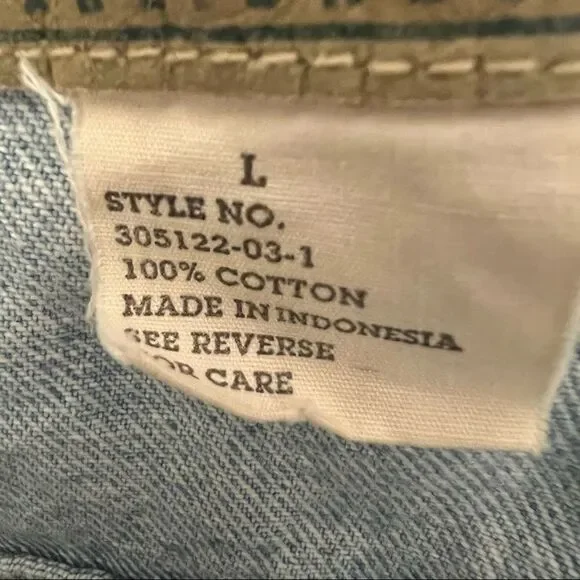 L
STYLE NO.
305122-03-1
100% COTTON
MADE IN INDONESIA
SEE REVERSE
FOR CARE